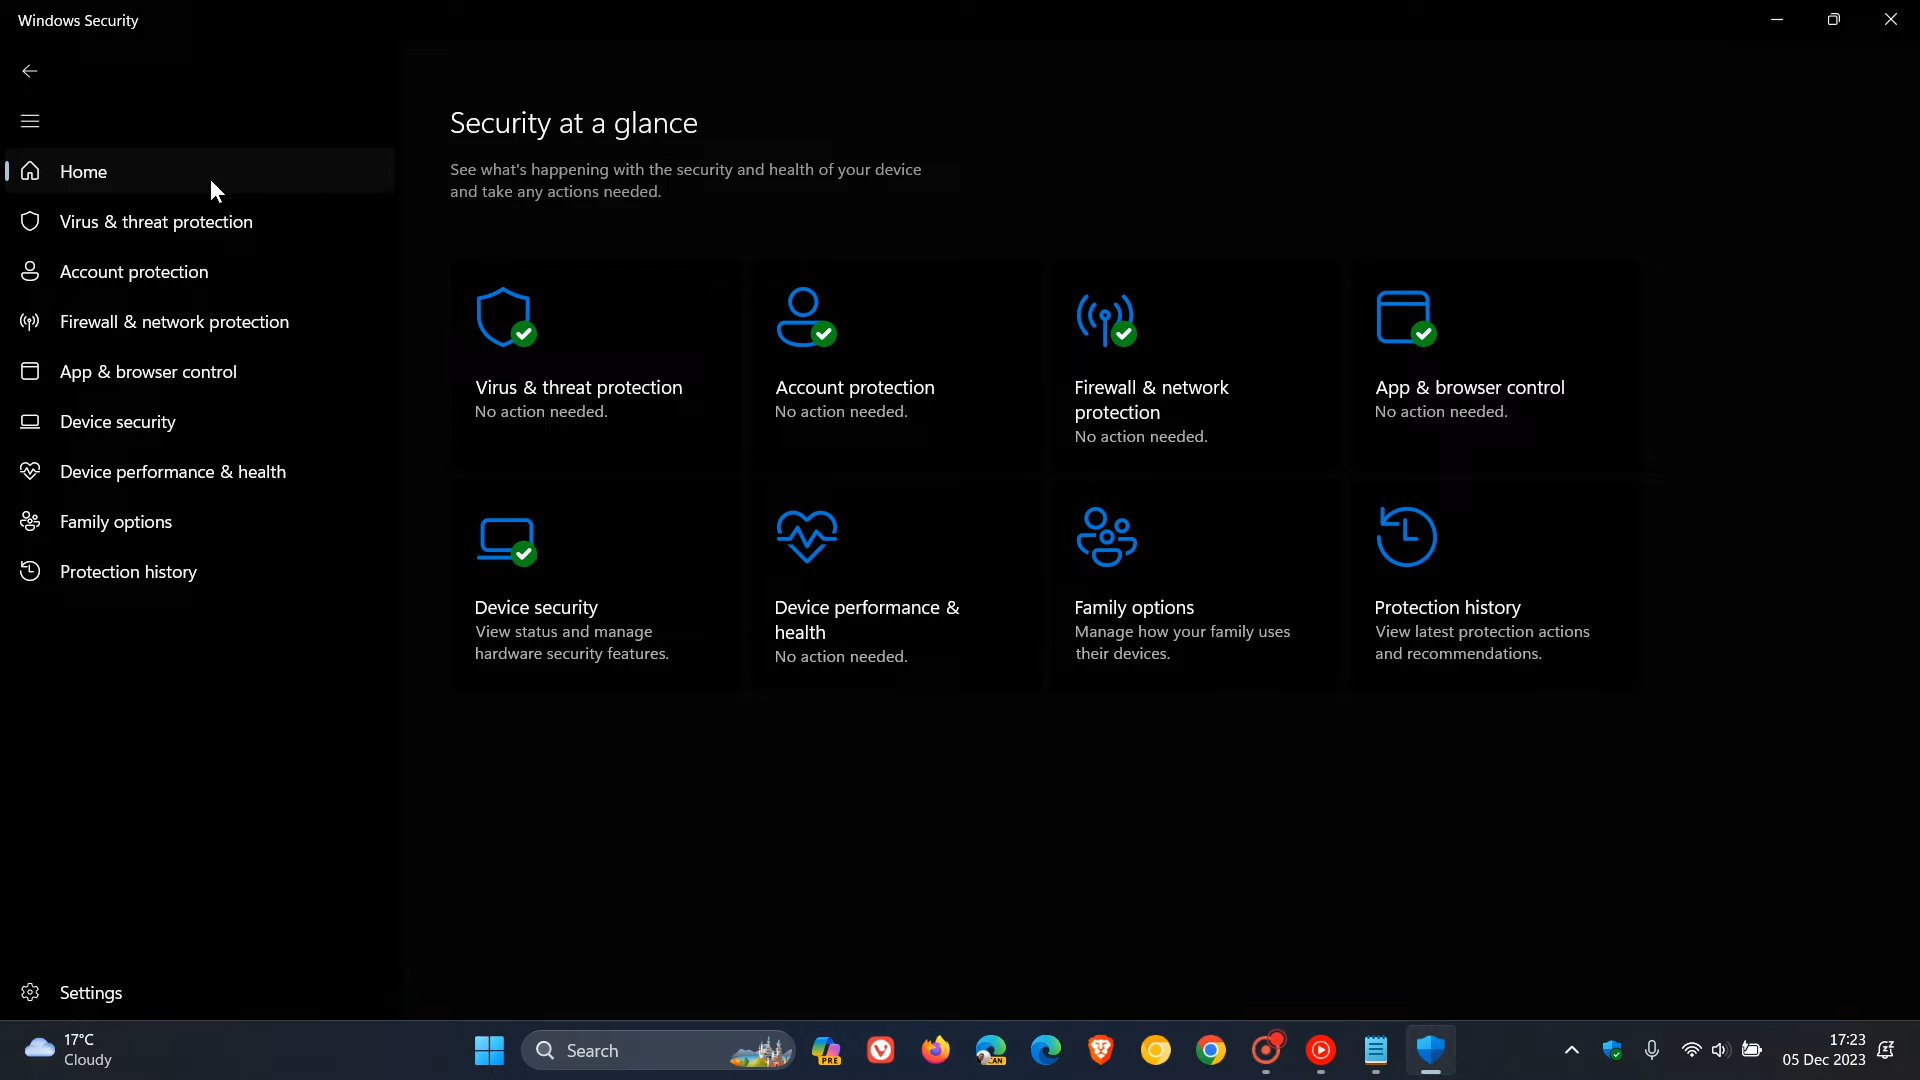 Windows Security
Home
Virus & threat protection
Account protection
Firewall & network protection
App & browser control
Device security
Device performance & health
Family options
Protection history
Settings
Security at a glance
See what's happening with the security and health of your device
and take any actions needed.
Virus & threat protection
No action needed.
Account protection
No action needed.
Firewall & network
protection
No action needed.
App & browser control
No action needed.
Device security
View status and manage
hardware security features.
Device performance &
health
No action needed.
Family options
Manage how your family uses
their devices.
Protection history
View latest protection actions
and recommendations.
17°C
Cloudy
Search
PRE
CAN
17:23
05 Dec 2023